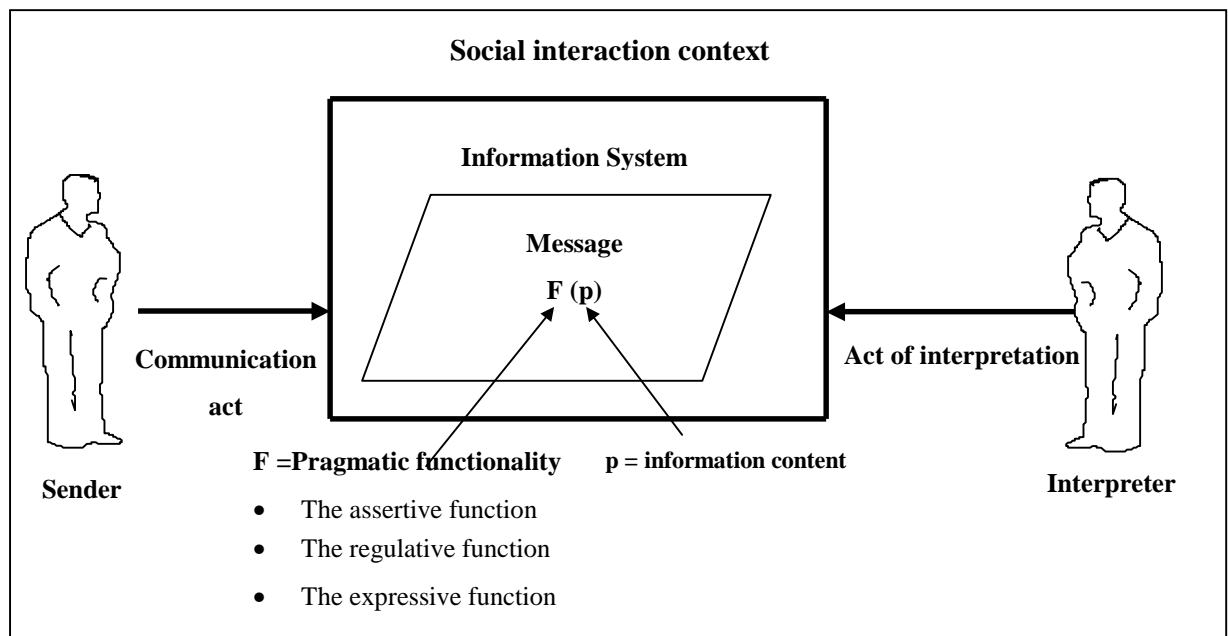 Social interaction context
Information System
Message
F (p)
Communication
act
Act of interpretation
F =Pragmatic functionality
p = information content
Sender
Interpreter
• The assertive function
• The regulative function
• The expressive function